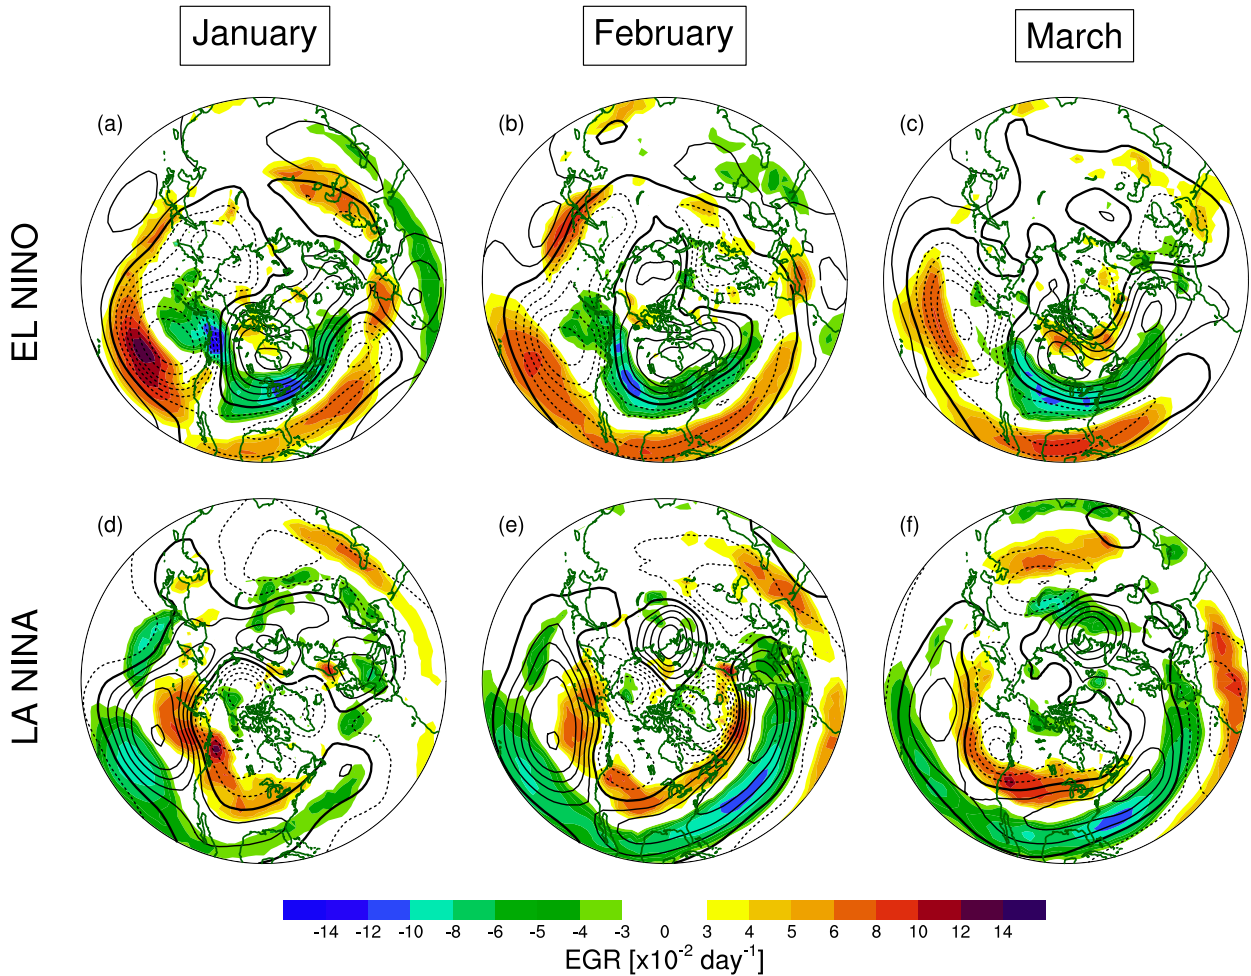 January
February
March
EL NINO
(a)
(b)
(c)
LA NINA
(d)
(e)
(f)
-14 -12 -10 -8 -6 -4 -3 0 3 4 5 6 8 10 12 14
EGR [x10⁻² day⁻¹]